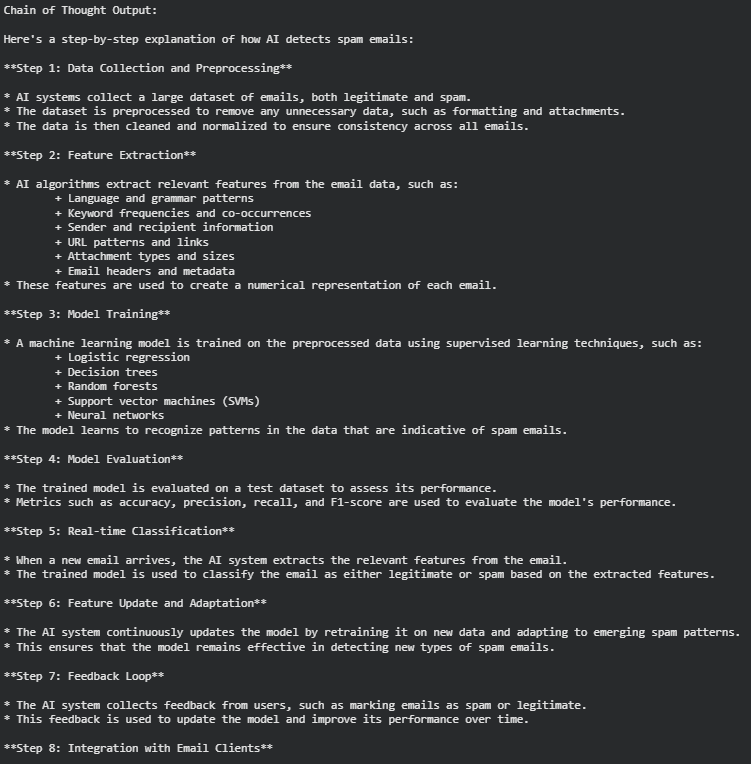 Chain of Thought Output:
Here's a step-by-step explanation of how AI detects spam emails:
**Step 1: Data Collection and Preprocessing**
* AI systems collect a large dataset of emails, both legitimate and spam.
* The dataset is preprocessed to remove any unnecessary data, such as formatting and attachments.
* The data is then cleaned and normalized to ensure consistency across all emails.
**Step 2: Feature Extraction**
* AI algorithms extract relevant features from the email data, such as:
+ Language and grammar patterns
+ Keyword frequencies and co-occurrences
+ Sender and recipient information
+ URL patterns and links
+ Attachment types and sizes
+ Email headers and metadata
* These features are used to create a numerical representation of each email.
**Step 3: Model Training**
* A machine learning model is trained on the preprocessed data using supervised learning techniques, such as:
+ Logistic regression
+ Decision trees
+ Random forests
+ Support vector machines (SVMs)
+ Neural networks
* The model learns to recognize patterns in the data that are indicative of spam emails.
**Step 4: Model Evaluation**
* The trained model is evaluated on a test dataset to assess its performance.
* Metrics such as accuracy, precision, recall, and F1-score are used to evaluate the model's performance.
**Step 5: Real-time Classification**
* When a new email arrives, the AI system extracts the relevant features from the email.
* The trained model is used to classify the email as either legitimate or spam based on the extracted features.
**Step 6: Feature Update and Adaptation**
* The AI system continuously updates the model by retraining it on new data and adapting to emerging spam patterns.
* This ensures that the model remains effective in detecting new types of spam emails.
**Step 7: Feedback Loop**
* The AI system collects feedback from users, such as marking emails as spam or legitimate.
* This feedback is used to update the model and improve its performance over time.
**Step 8: Integration with Email Clients**